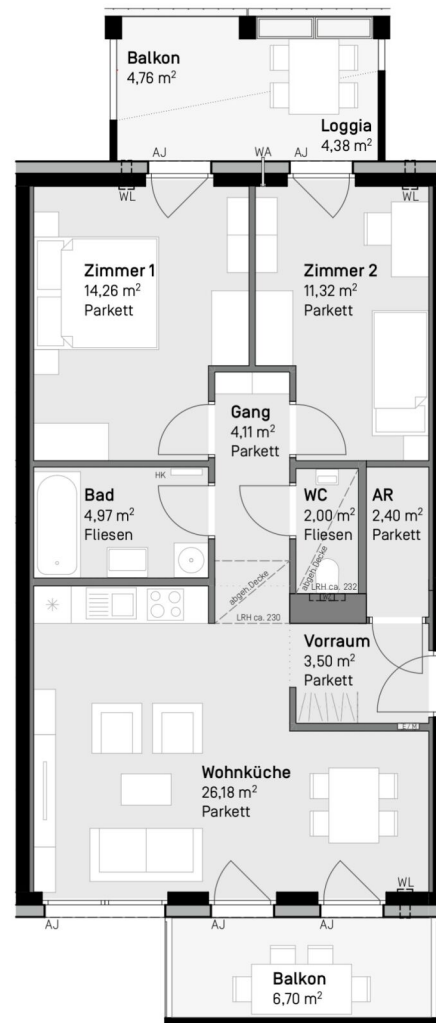 Balkon
4,76 m²
Loggia
4,38 m²
AJ
WA
AJ
WL
WL
Zimmer 1
14,26 m²
Parkett
Zimmer 2
11,32 m²
Parkett
Gang
4,11 m²
Parkett
HK
Bad
4,97 m²
Fliesen
WC
2,00 m²
Fliesen
AR
2,40 m²
Parkett
abgeh.Decke
abgeh.Decke
LRH ca. 232
LRH ca. 230
Vorraum
3,50 m²
Parkett
Wohnküche
26,18 m²
Parkett
WL
AJ
AJ
AJ
Balkon
6,70 m²